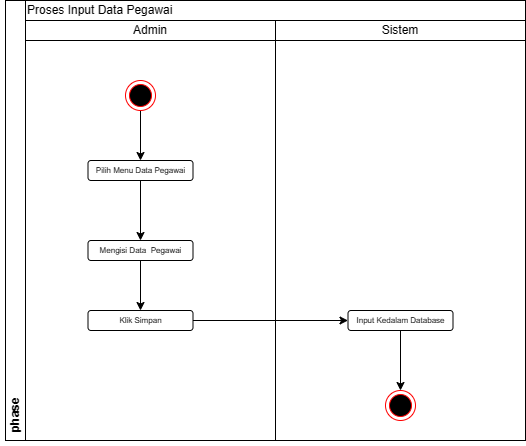 Proses Input Data Pegawai
Admin
Sistem
Pilih Menu Data Pegawai
Mengisi Data  Pegawai
Klik Simpan
Input Kedalam Database
phase